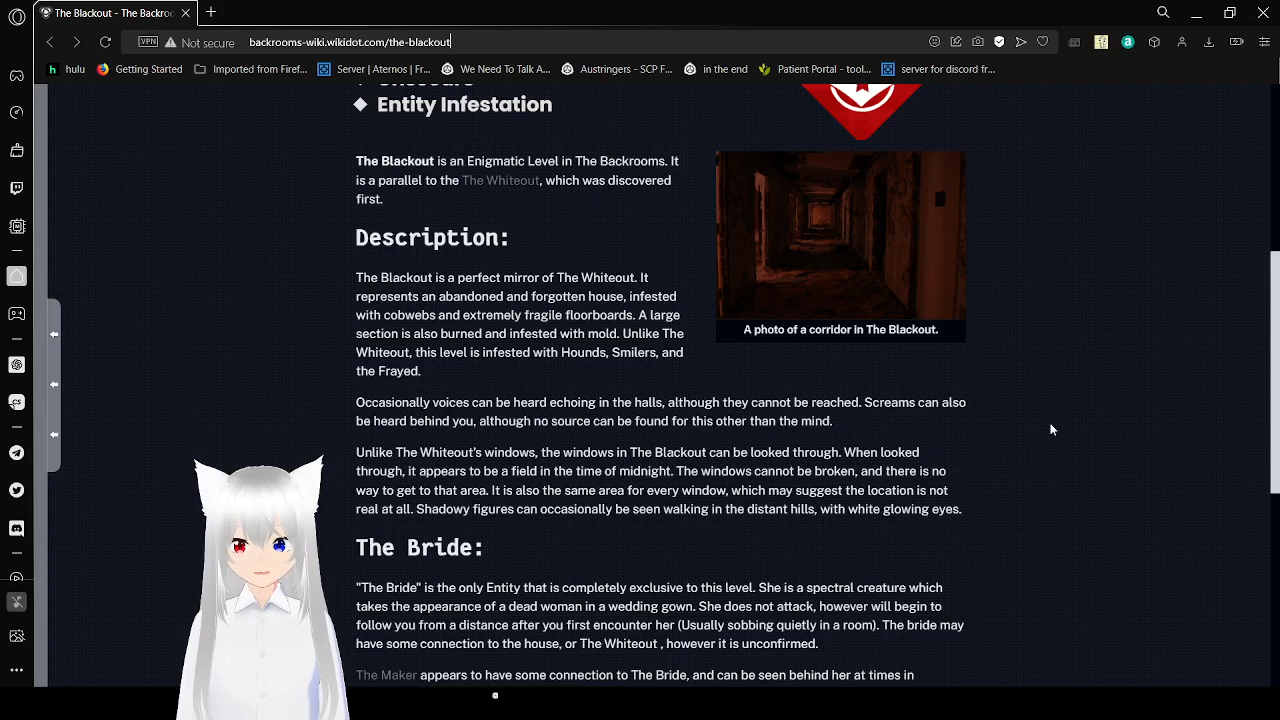 The Blackout - The Backroo
Not secure
backrooms-wiki.wikidot.com/the-blackout
VPN
hulu
Getting Started
Imported from Firef...
Server | Aternos | Fr...
We Need To Talk A...
Austringers - SCP F...
in the end
Patient Portal - tool...
server for discord fr...
Entity Infestation
The Blackout is an Enigmatic Level in The Backrooms. It
is a parallel to the The Whiteout, which was discovered
first.
Description:
The Blackout is a perfect mirror of The Whiteout. It
represents an abandoned and forgotten house, infested
with cobwebs and extremely fragile floorboards. A large
section is also burned and infested with mold. Unlike The
Whiteout, this level is infested with Hounds, Smilers, and
the Frayed.
A photo of a corridor in The Blackout.
Occasionally voices can be heard echoing in the halls, although they cannot be reached. Screams can also
be heard behind you, although no source can be found for this other than the mind.
Unlike The Whiteout's windows, the windows in The Blackout can be looked through. When looked
through, it appears to be a field in the time of midnight. The windows cannot be broken, and there is no
way to get to that area. It is also the same area for every window, which may suggest the location is not
real at all. Shadowy figures can occasionally be seen walking in the distant hills, with white glowing eyes.
The Bride:
"The Bride" is the only Entity that is completely exclusive to this level. She is a spectral creature which
takes the appearance of a dead woman in a wedding gown. She does not attack, however will begin to
follow you from a distance after you first encounter her (Usually sobbing quietly in a room). The bride may
have some connection to the house, or The Whiteout , however it is unconfirmed.
The Maker appears to have some connection to The Bride, and can be seen behind her at times in